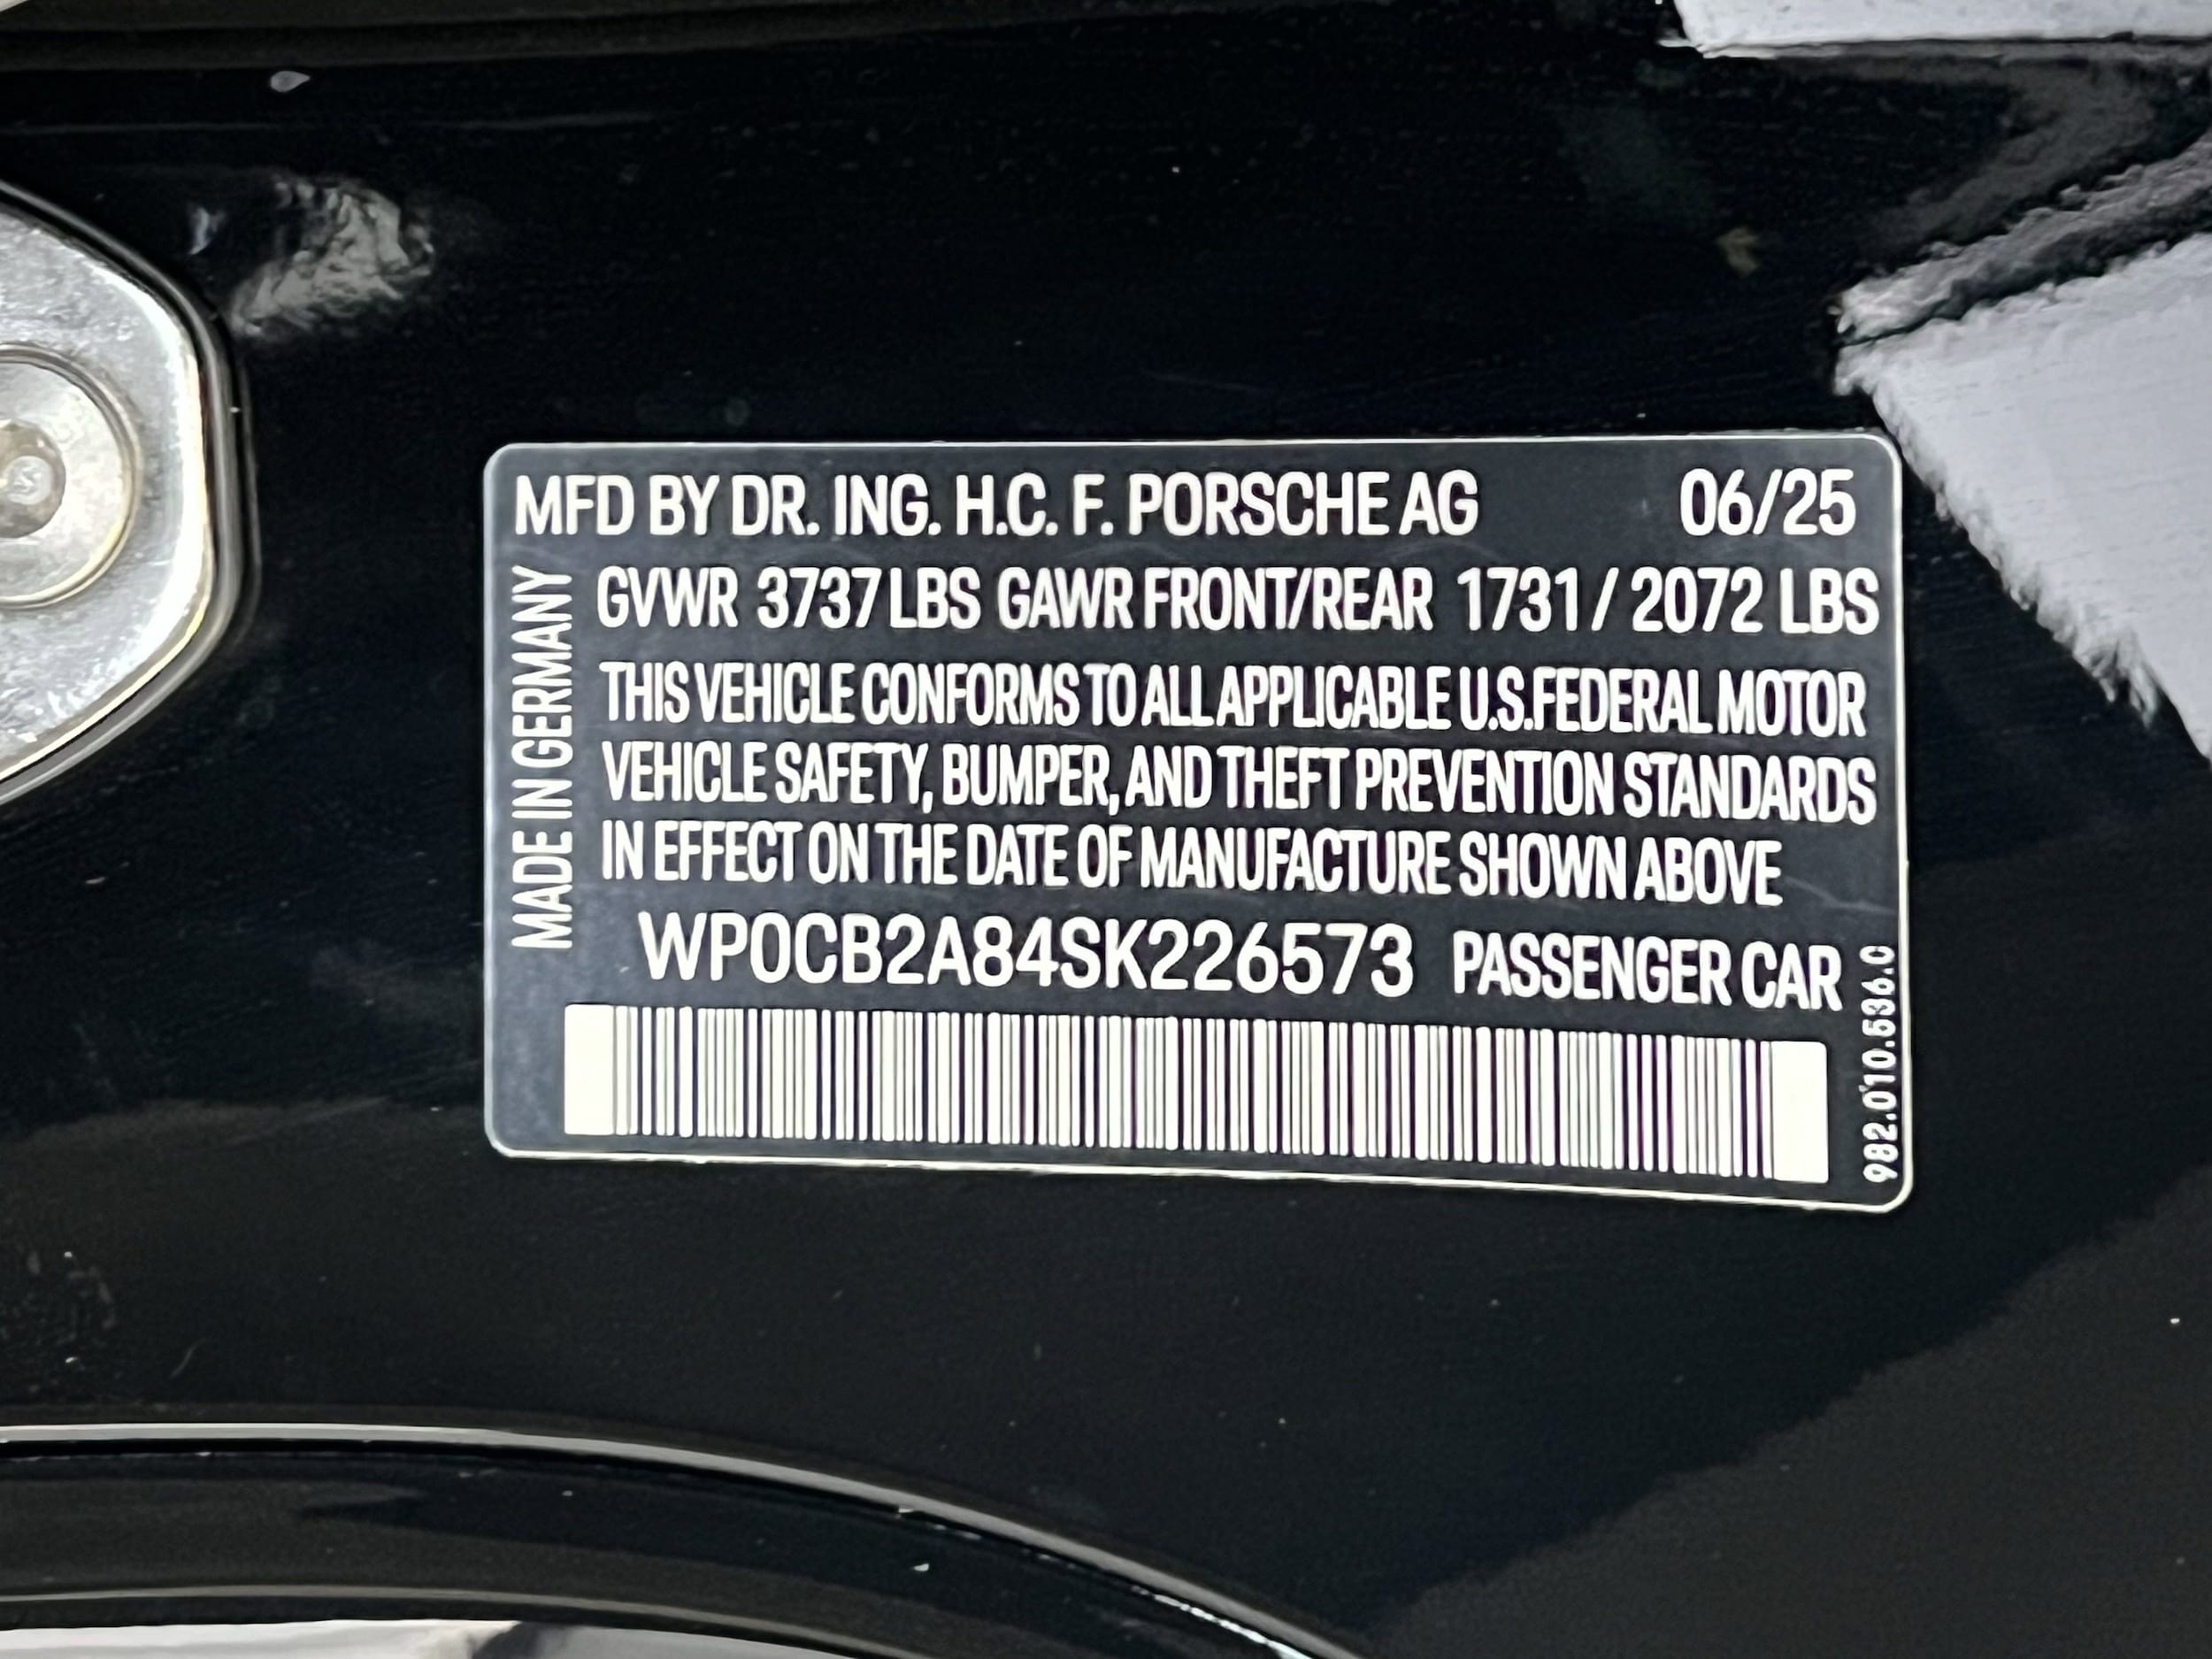 MFD BY DR. ING. H.C. F. PORSCHE AG 06/25
MADE IN GERMANY
GVWR 3737 LBS GAWR FRONT/REAR 1731 / 2072 LBS
THIS VEHICLE CONFORMS TO ALL APPLICABLE U.S.FEDERAL MOTOR
VEHICLE SAFETY, BUMPER, AND THEFT PREVENTION STANDARDS
IN EFFECT ON THE DATE OF MANUFACTURE SHOWN ABOVE
WP0CB2A84SK226573 PASSENGER CAR
982.010.536.0